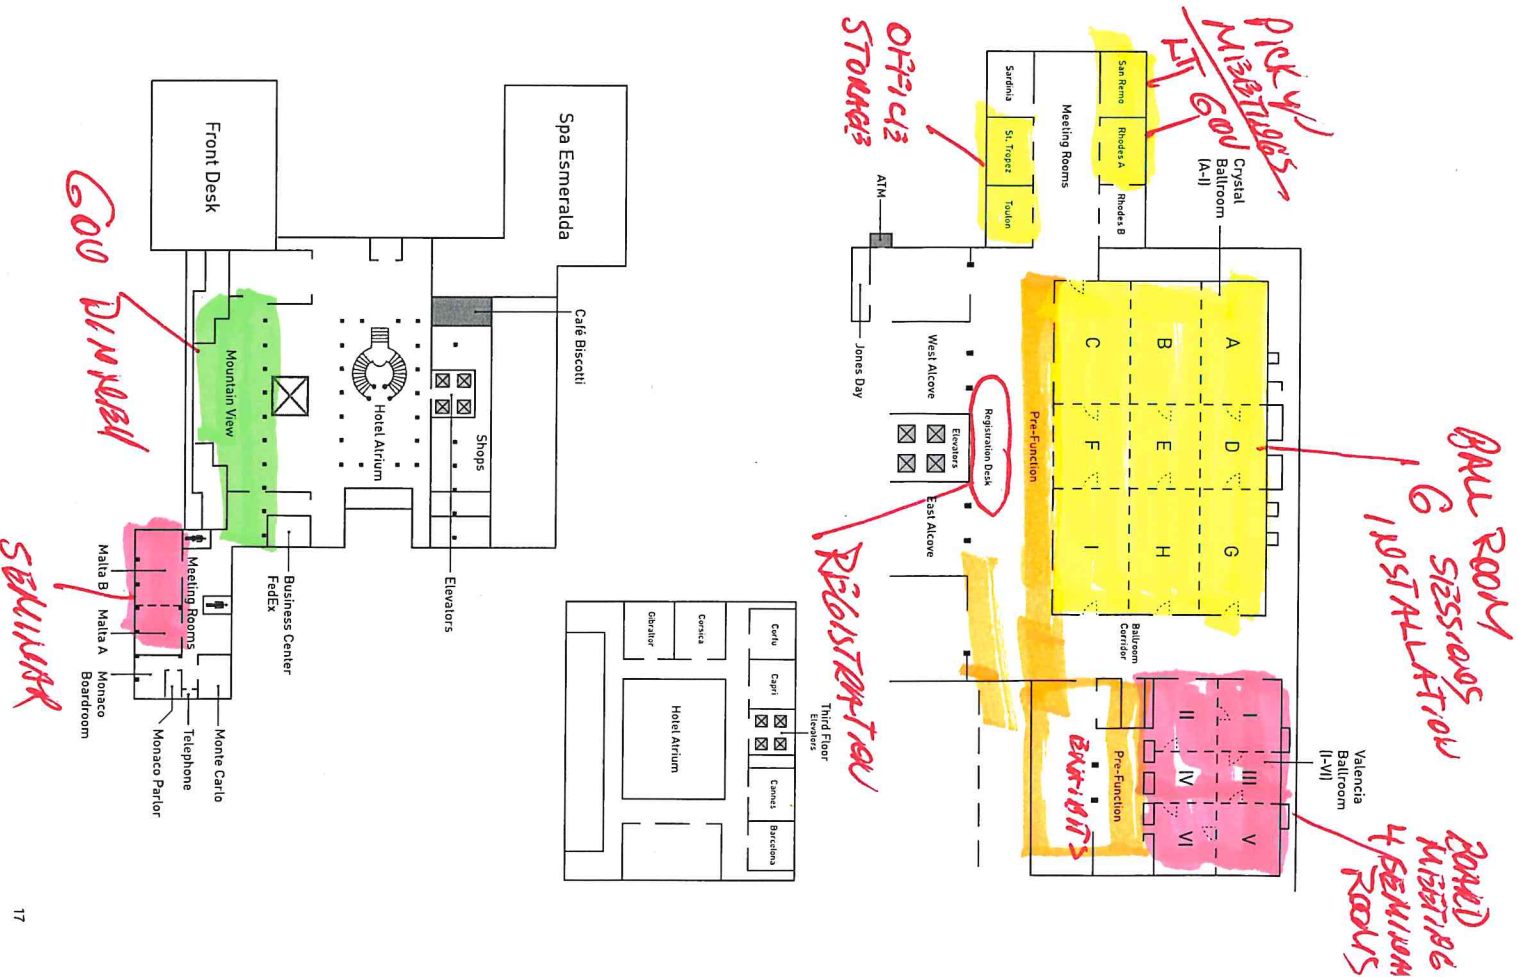 PICK W/
MEETINGS
LT GOV
OFFICE
STORAGE
San Remo
Rhodes A
Rhodes B
Meeting Rooms
Sardinia
St. Tropez
Toulon
ATM
Jones Day
Crystal
Ballroom
(A-I)
A
B
C
D
E
F
G
H
I
BALL ROOM
6 SESSIONS
INSTALLATION
Pre-Function
West Alcove
Registration Desk
Elevators
East Alcove
REGISTRATION
Ballroom
Corridor
I
II
III
IV
V
VI
Valencia
Ballroom
(I-VI)
Pre-Function
EXHIBITS
BOARD
MEETING
4 SEMINAR
ROOMS
Spa Esmeralda
Front Desk
Café Biscotti
Shops
Hotel Atrium
Mountain View
GOV DINNER
Elevators
Business Center
FedEx
Meeting Rooms
Malta B
Malta A
SEMINAR
Monaco
Boardroom
Monaco Parlor
Telephone
Monte Carlo
Third Floor
Elevators
Corfu
Capri
Cannes
Barcelona
Corsica
Gibraltor
Hotel Atrium
17